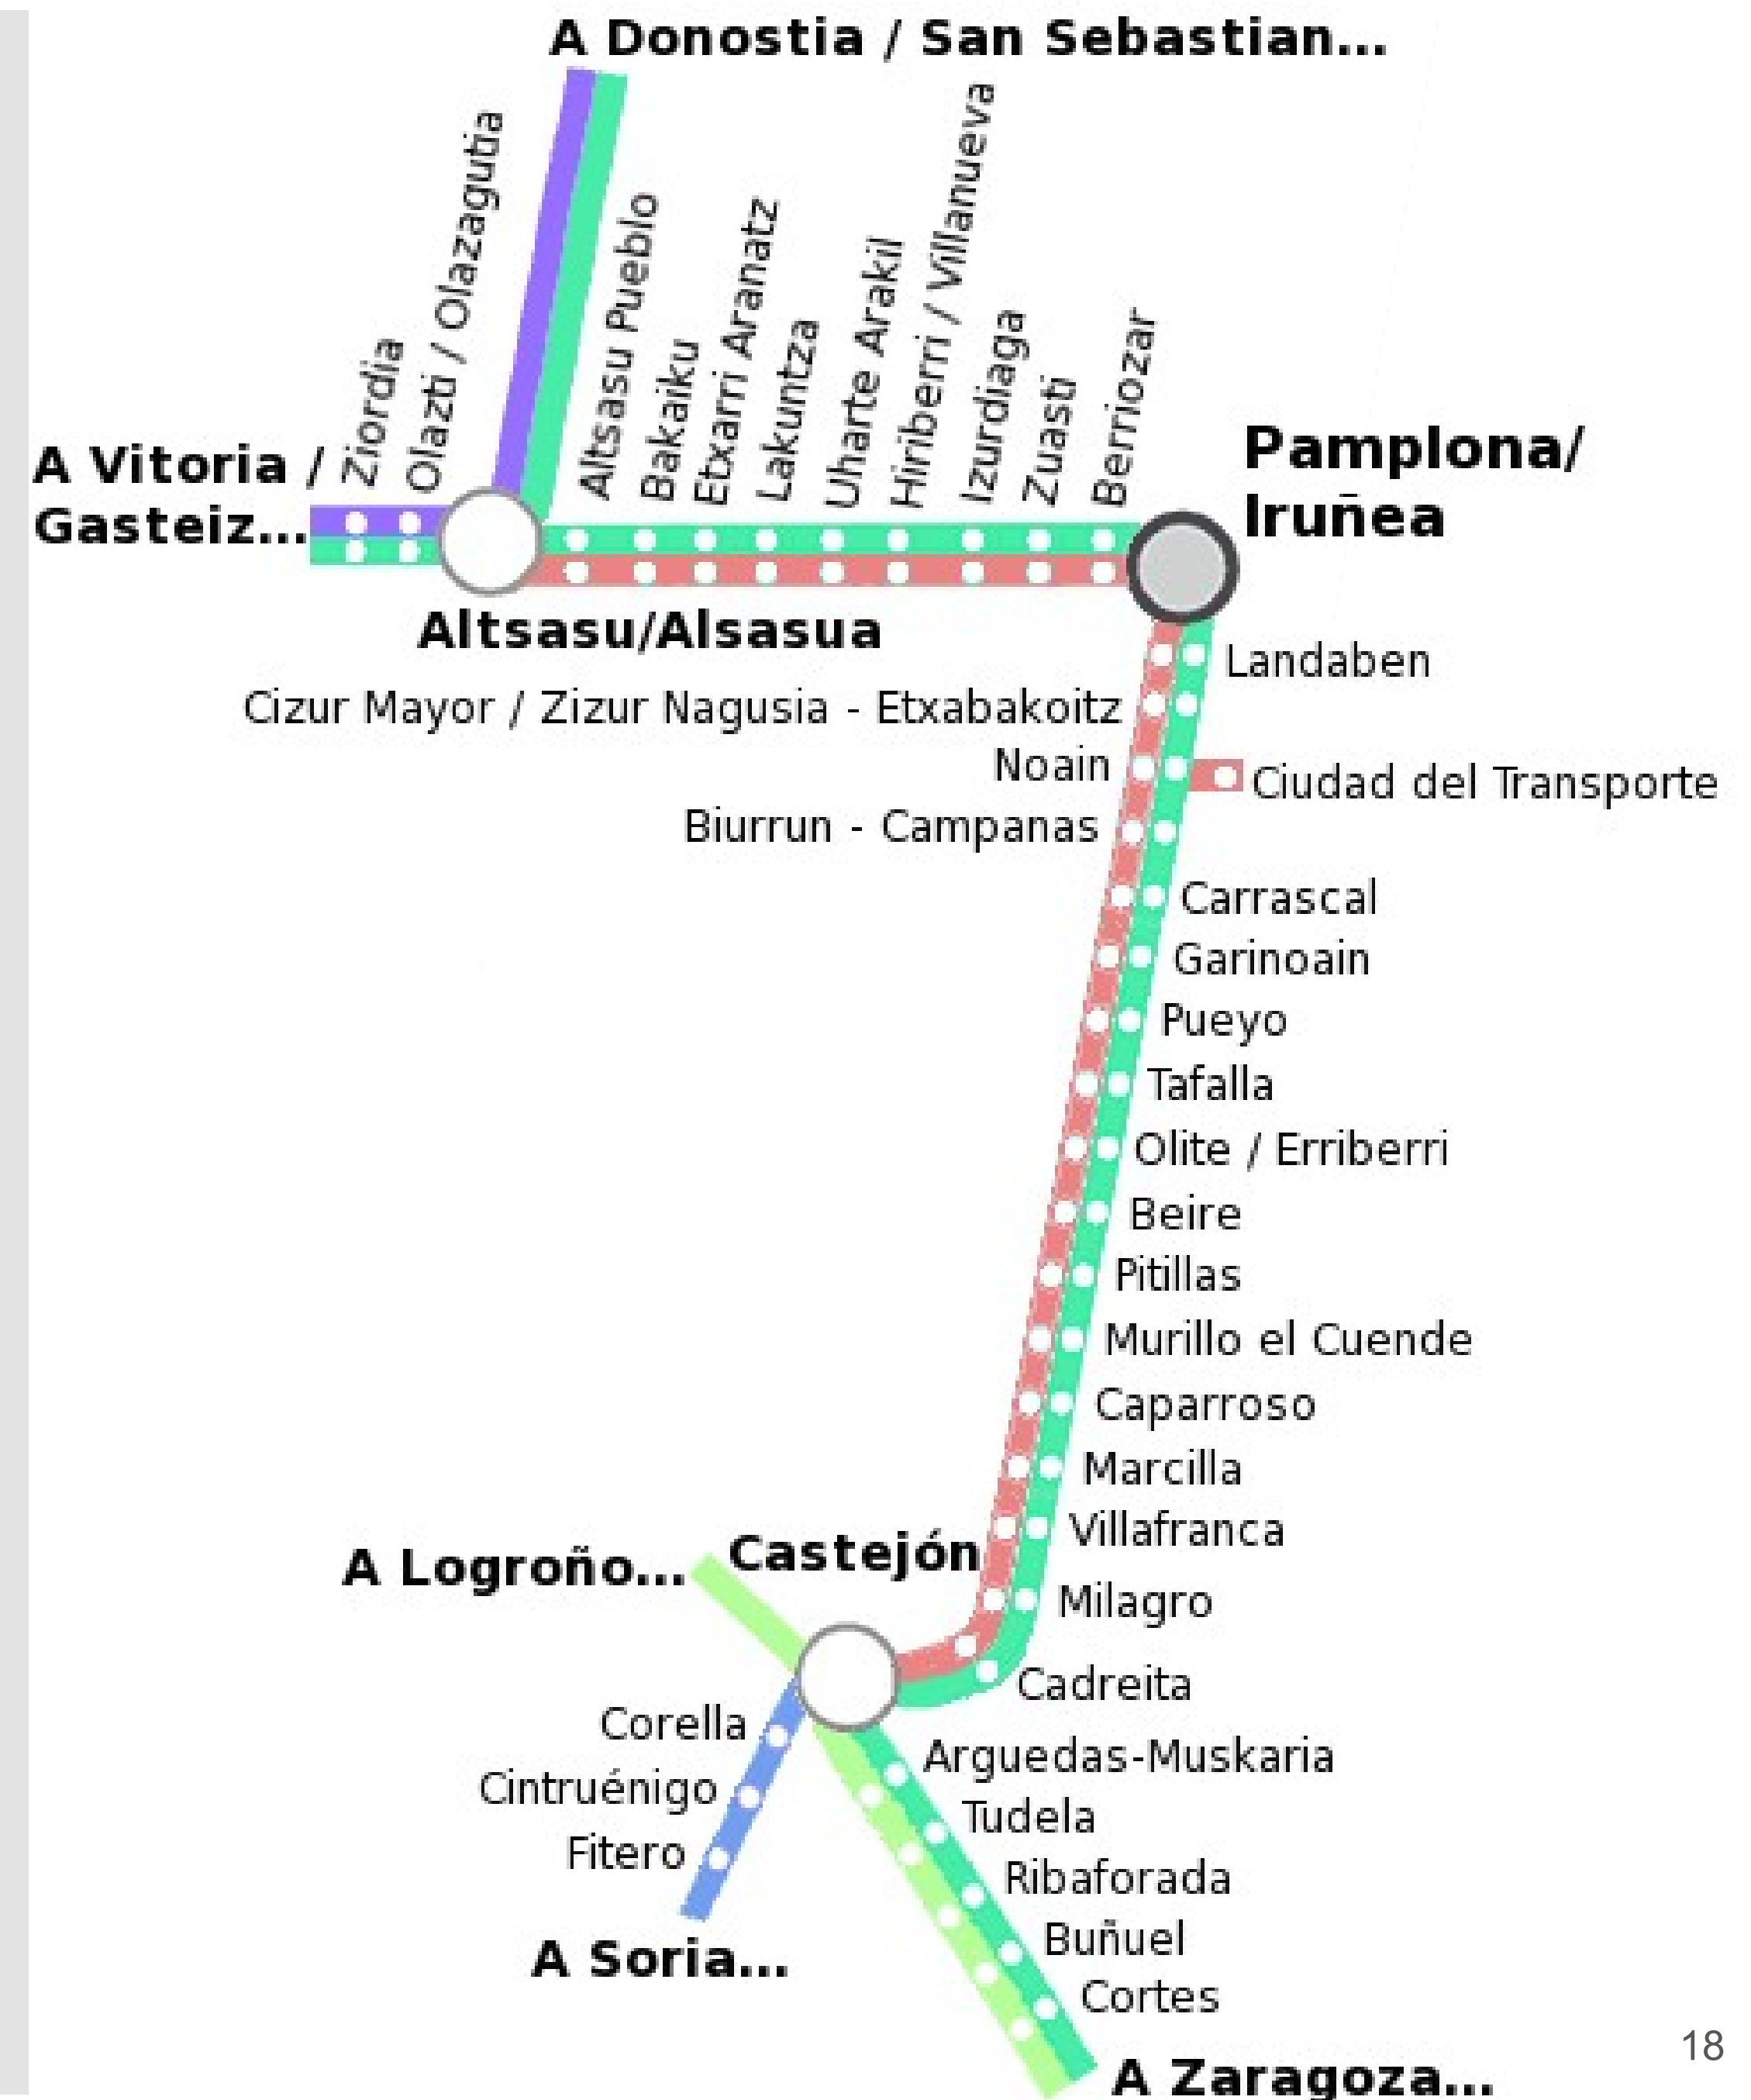 A Donostia / San Sebastian...
Ziordia
Olazti / Olazagutia
Altsasu Pueblo
Bakaiku
Etxarri Aranatz
Lakuntza
Uharte Arakil
Hiriberri / Villanueva
Izurdiaga
Zuasti
Berriozar
A Vitoria /
Gasteiz...
Pamplona/
Iruñea
Altsasu/Alsasua
Landaben
Cizur Mayor / Zizur Nagusia - Etxabakoitz
Noain
Ciudad del Transporte
Biurrun - Campanas
Carrascal
Garinoain
Pueyo
Tafalla
Olite / Erriberri
Beire
Pitillas
Murillo el Cuende
Caparroso
Marcilla
Villafranca
Castejón
A Logroño...
Milagro
Cadreita
Corella
Arguedas-Muskaria
Cintruénigo
Tudela
Fitero
Ribaforada
Buñuel
A Soria...
Cortes
18
A Zaragoza...